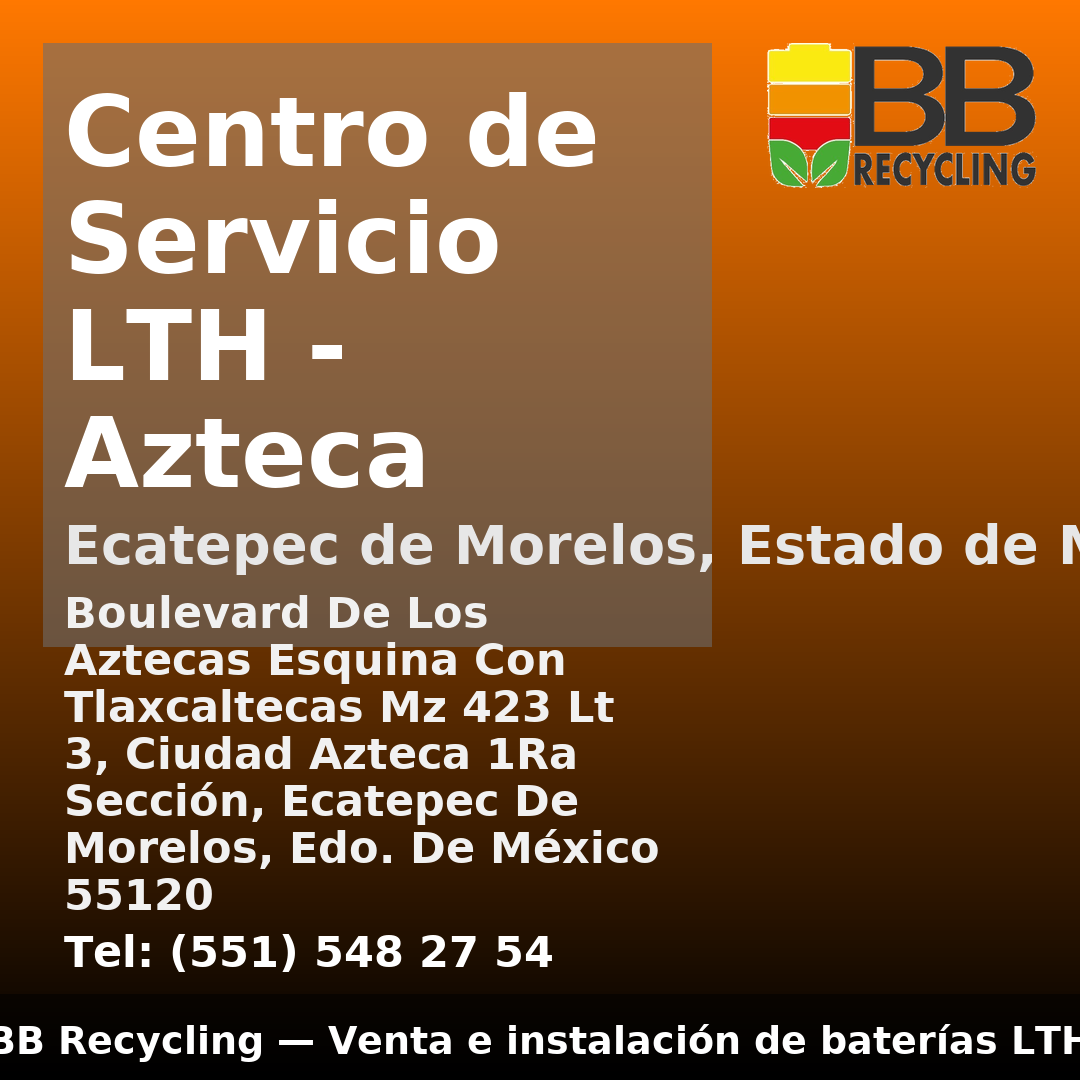 Centro de
Servicio
LTH -
Azteca
BB
RECYCLING
Ecatepec de Morelos, Estado de
Boulevard De Los
Aztecas Esquina Con
Tlaxcaltecas Mz 423 Lt
3, Ciudad Azteca 1Ra
Sección, Ecatepec De
Morelos, Edo. De México
55120
Tel: (551) 548 27 54
BB Recycling — Venta e instalación de baterías LTH